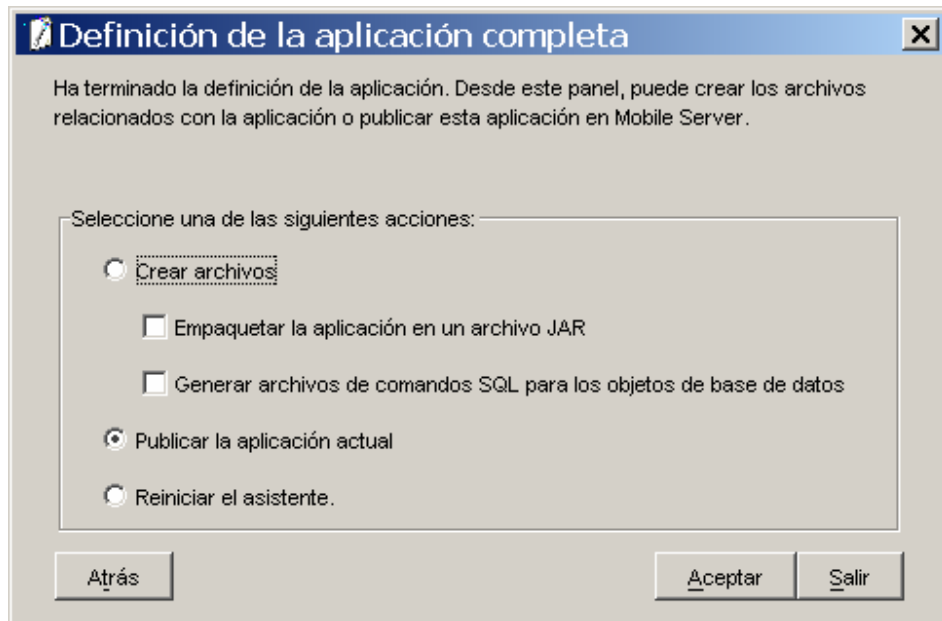 Definición de la aplicación completa
Ha terminado la definición de la aplicación. Desde este panel, puede crear los archivos
relacionados con la aplicación o publicar esta aplicación en Mobile Server.
Seleccione una de las siguientes acciones:
Crear archivos
Empaquetar la aplicación en un archivo JAR
Generar archivos de comandos SQL para los objetos de base de datos
Publicar la aplicación actual
Reiniciar el asistente.
Atrás Aceptar Salir